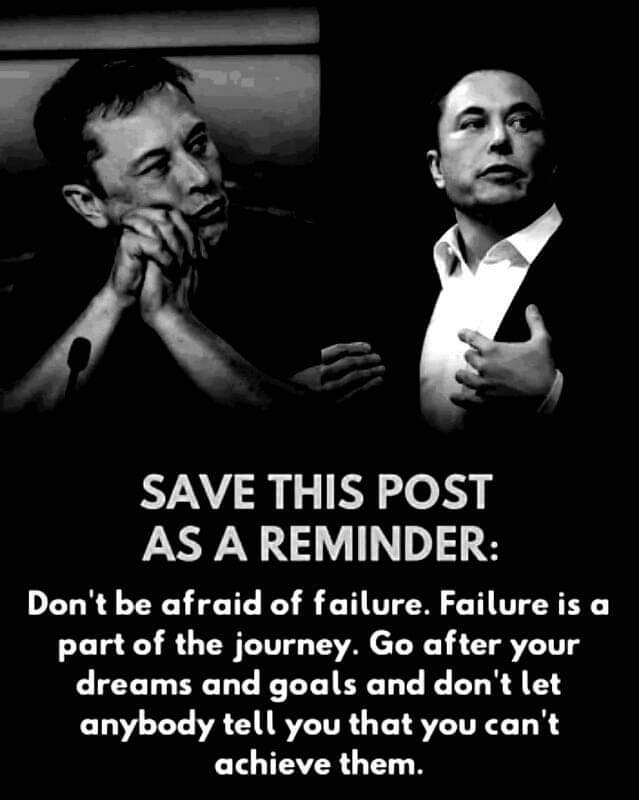 SAVE THIS POST
AS A REMINDER:
Don't be afraid of failure. Failure is a
part of the journey. Go after your
dreams and goals and don't let
anybody tell you that you can't
achieve them.